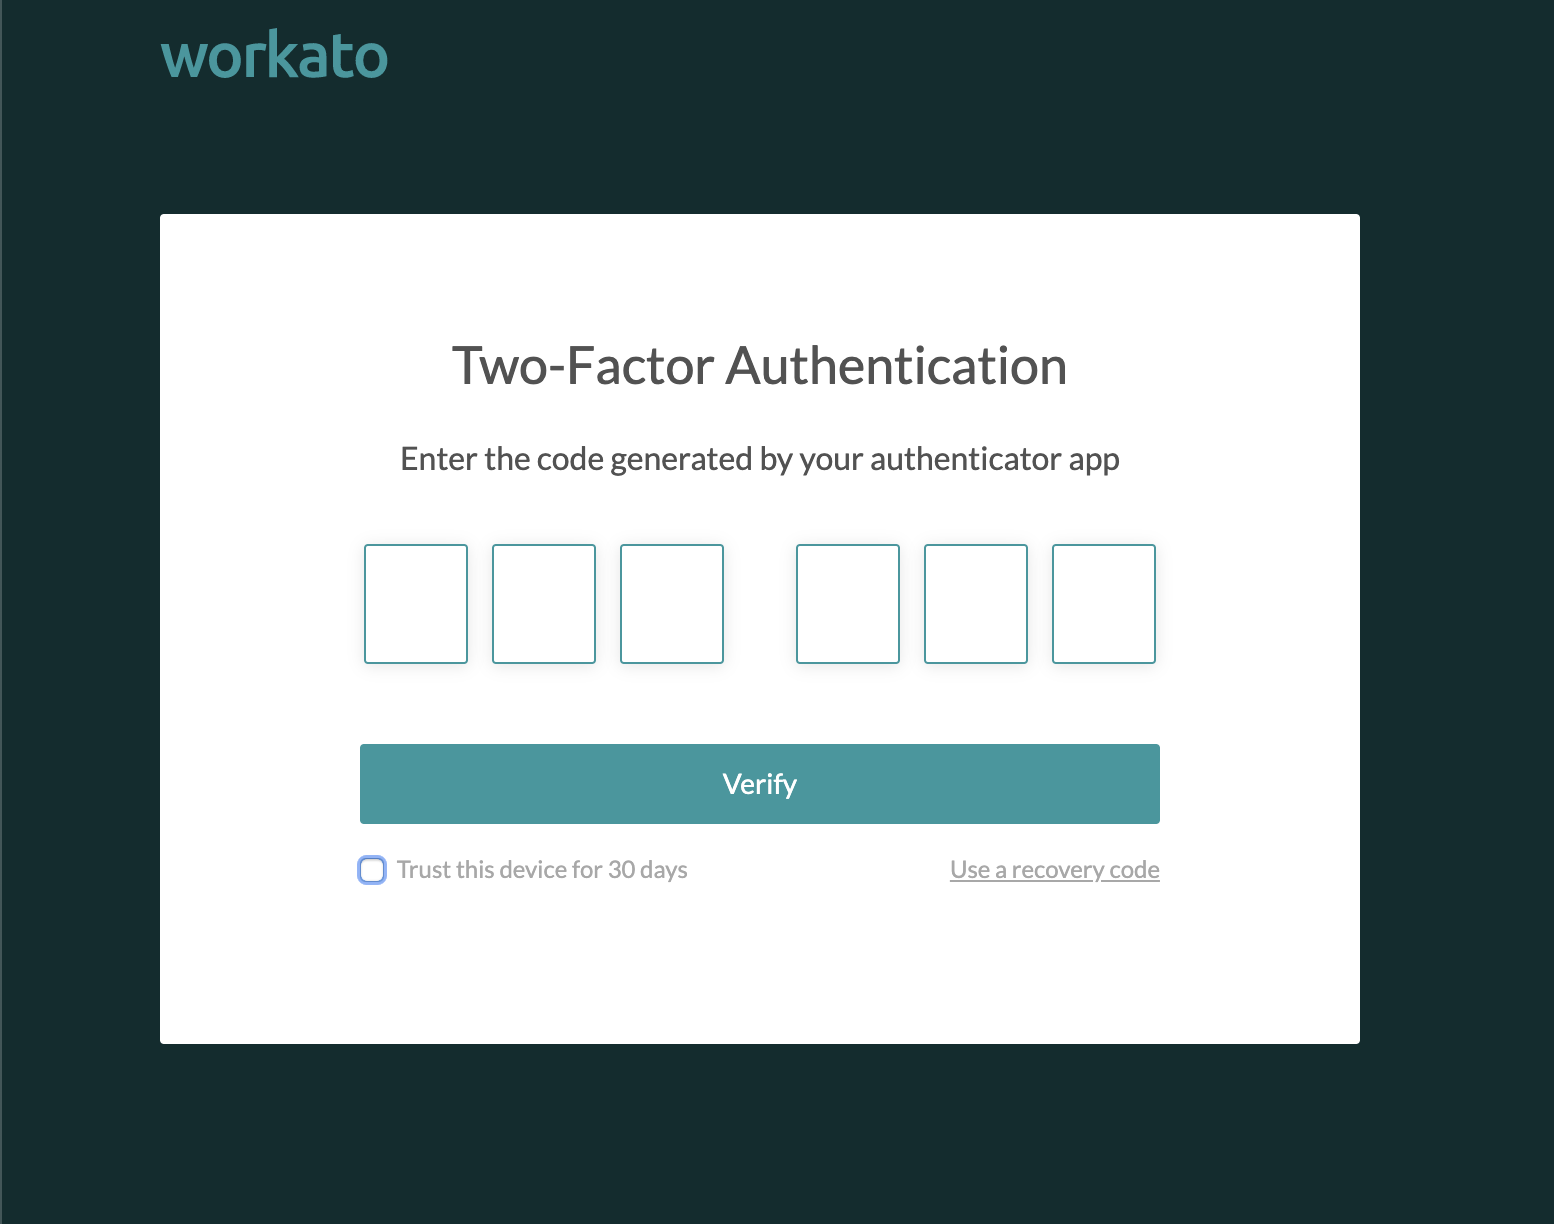 workato
Two-Factor Authentication
Enter the code generated by your authenticator app
Verify
Trust this device for 30 days
Use a recovery code